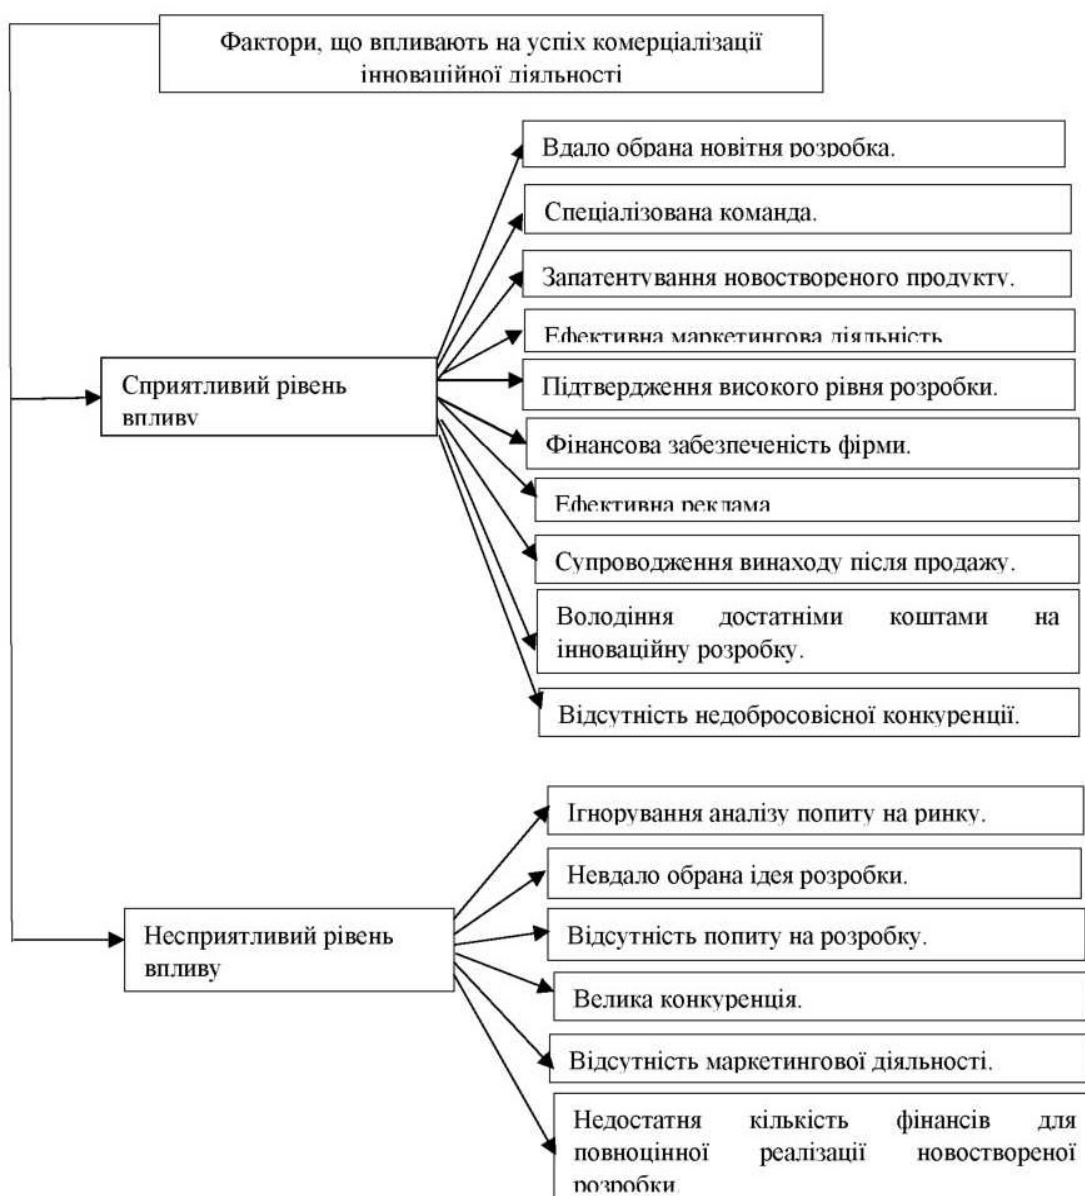 Фактори, що впливають на успіх комерціалізації
інноваційної діяльності
Вдало обрана новітня розробка.
Спеціалізована команда.
Запатентування новоствореного продукту.
Ефективна маркетингова діяльність
Сприятливий рівень
впливу
Підтвердження високого рівня розробки.
Фінансова забезпеченість фірми.
Ефективна реклама
Супроводження винаходу після продажу.
Володіння достатніми коштами на
інноваційну розробку.
Відсутність недобросовісної конкуренції.
Ігнорування аналізу попиту на ринку.
Невдало обрана ідея розробки.
Несприятливий рівень
впливу
Відсутність попиту на розробку.
Велика конкуренція.
Відсутність маркетингової діяльності.
Недостатня кількість фінансів для
повноцінної реалізації новоствореної
розробки.